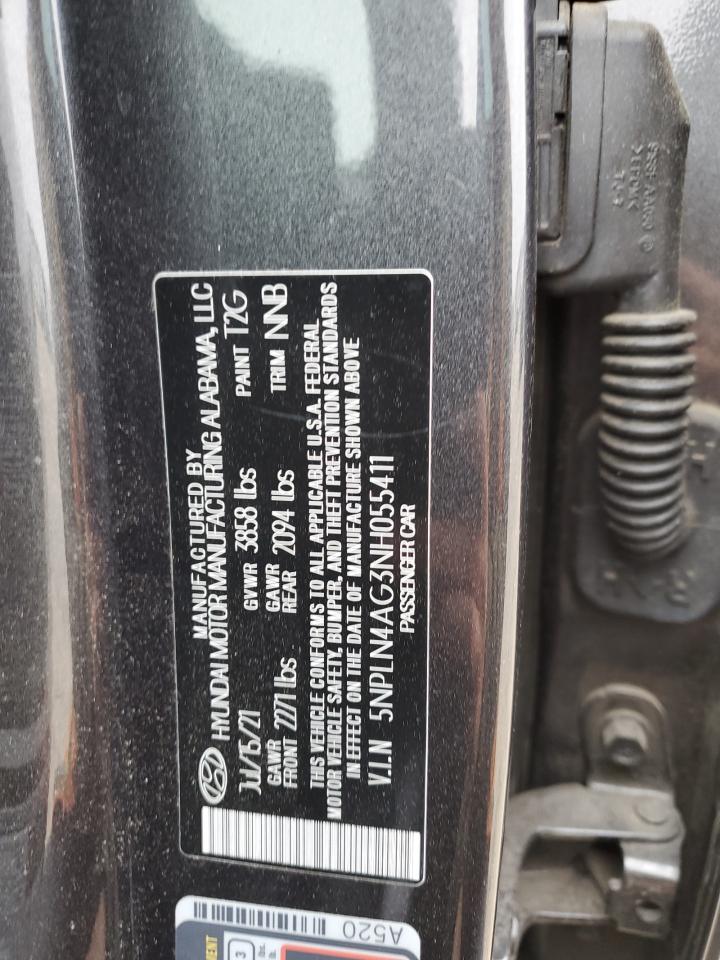 MANUFACTURED BY
HYUNDAI MOTOR MANUFACTURING ALABAMA, LLC
Jul/15/21 GVWR 3858 lbs PAINT T2G
GAWR FRONT 2271 lbs GAWR REAR 2094 lbs TRIM NNB
THIS VEHICLE CONFORMS TO ALL APPLICABLE U.S.A. FEDERAL
MOTOR VEHICLE SAFETY, BUMPER, AND THEFT PREVENTION STANDARDS
IN EFFECT ON THE DATE OF MANUFACTURE SHOWN ABOVE
V.I.N 5NPLN4AG3NH055411
PASSENGER CAR
A520
3